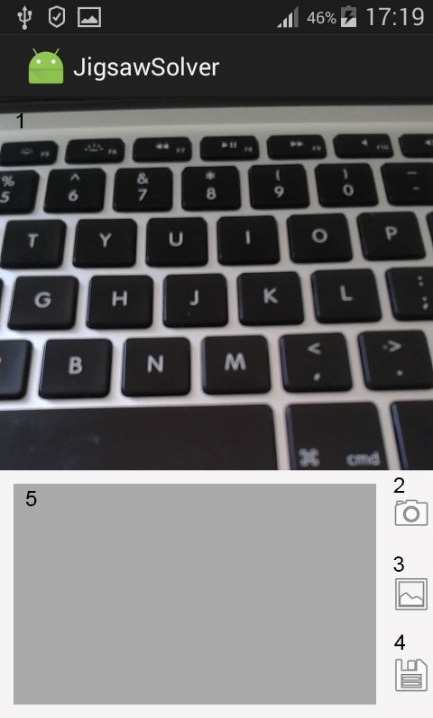 46% 17:19
JigsawSolver
1
F5 F6 F7 F8 F9 F10
% 5 ^ 6 & 7 * 8 ( 9 ) 0 -
T Y U I O P
G H J K L : ;
B N M < , > .
⌘ cmd
2
5
3
4